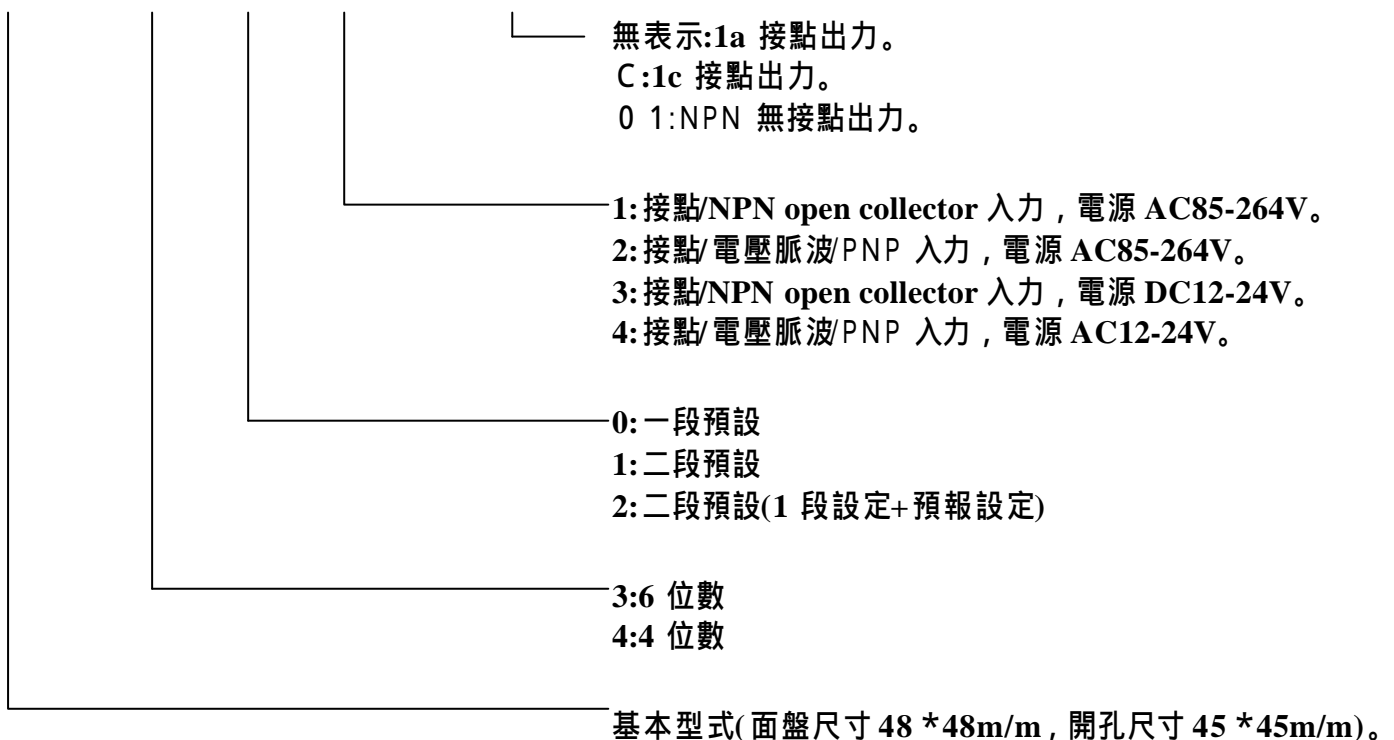 無表示:1a 接點出力。
C:1c 接點出力。
0 1:NPN 無接點出力。
1:接點/NPN open collector 入力，電源 AC85-264V。
2:接點/電壓脈波/PNP 入力，電源 AC85-264V。
3:接點/NPN open collector 入力，電源 DC12-24V。
4:接點/電壓脈波/PNP 入力，電源 AC12-24V。
0:一段預設
1:二段預設
2:二段預設(1 段設定+預報設定)
3:6 位數
4:4 位數
基本型式(面盤尺寸 48*48m/m，開孔尺寸 45*45m/m)。